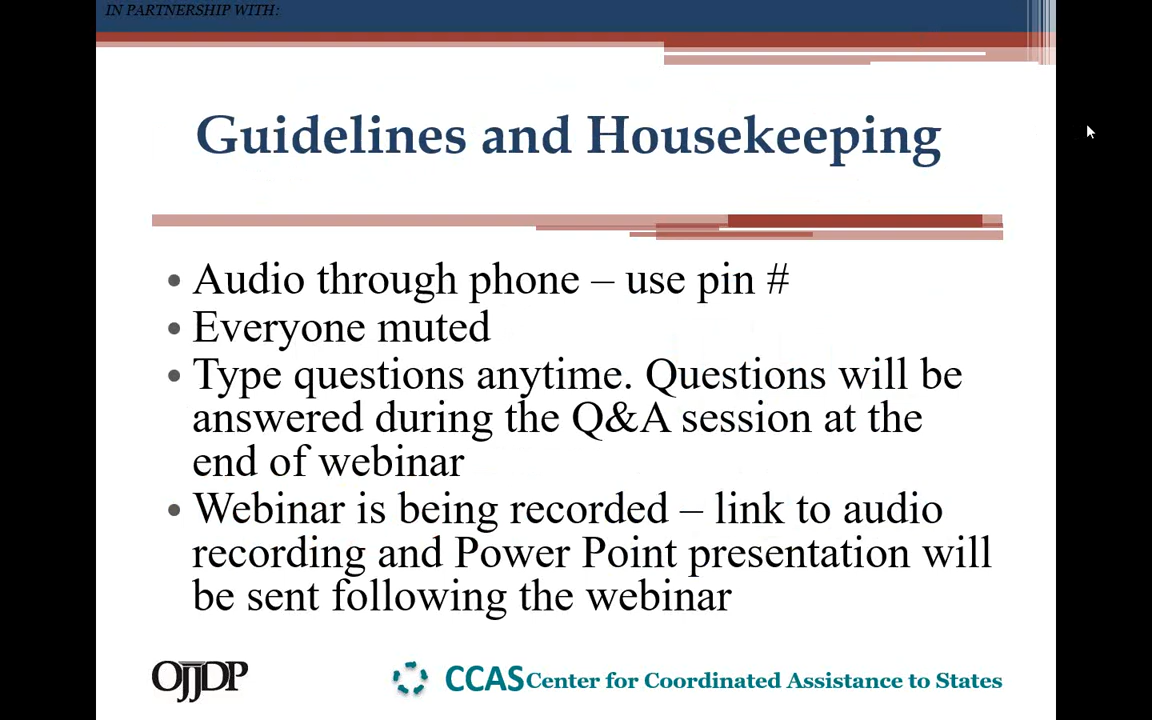 IN PARTNERSHIP WITH:
Guidelines and Housekeeping
• Audio through phone – use pin #
• Everyone muted
• Type questions anytime. Questions will be
answered during the Q&A session at the
end of webinar
• Webinar is being recorded – link to audio
recording and Power Point presentation will
be sent following the webinar
OJJDP
CCAS Center for Coordinated Assistance to States